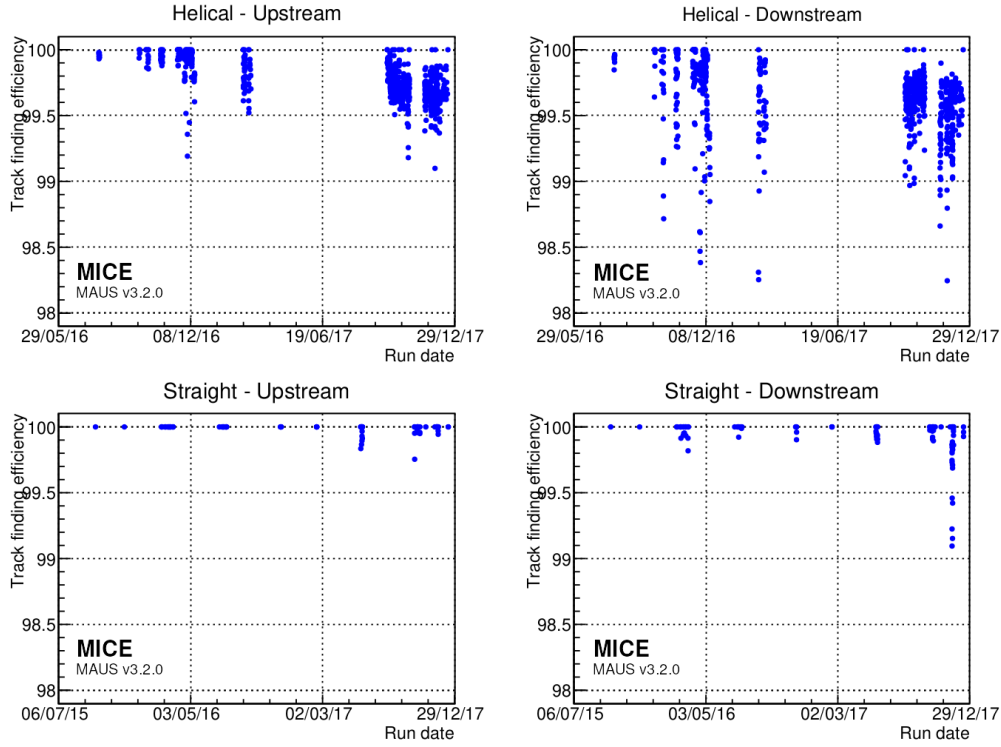 Helical - Upstream
Track finding efficiency
100
99.5
99
98.5
98
MICE
MAUS v3.2.0
29/05/16 08/12/16 19/06/17 29/12/17
Run date
Helical - Downstream
Track finding efficiency
100
99.5
99
98.5
98
MICE
MAUS v3.2.0
29/05/16 08/12/16 19/06/17 29/12/17
Run date
Straight - Upstream
Track finding efficiency
100
99.5
99
98.5
98
MICE
MAUS v3.2.0
06/07/15 03/05/16 02/03/17 29/12/17
Run date
Straight - Downstream
Track finding efficiency
100
99.5
99
98.5
98
MICE
MAUS v3.2.0
06/07/15 03/05/16 02/03/17 29/12/17
Run date